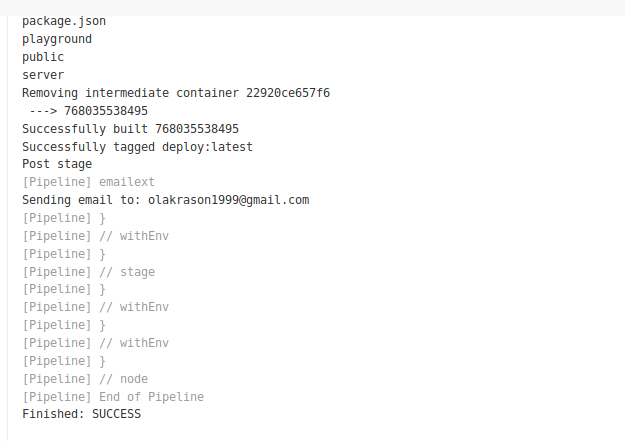 package.json
playground
public
server
Removing intermediate container 22920ce657f6
 ---> 768035538495
Successfully built 768035538495
Successfully tagged deploy:latest
Post stage
[Pipeline] emailext
Sending email to: olakrason1999@gmail.com
[Pipeline] }
[Pipeline] // withEnv
[Pipeline] }
[Pipeline] // stage
[Pipeline] }
[Pipeline] // withEnv
[Pipeline] }
[Pipeline] // withEnv
[Pipeline] }
[Pipeline] // node
[Pipeline] End of Pipeline
Finished: SUCCESS